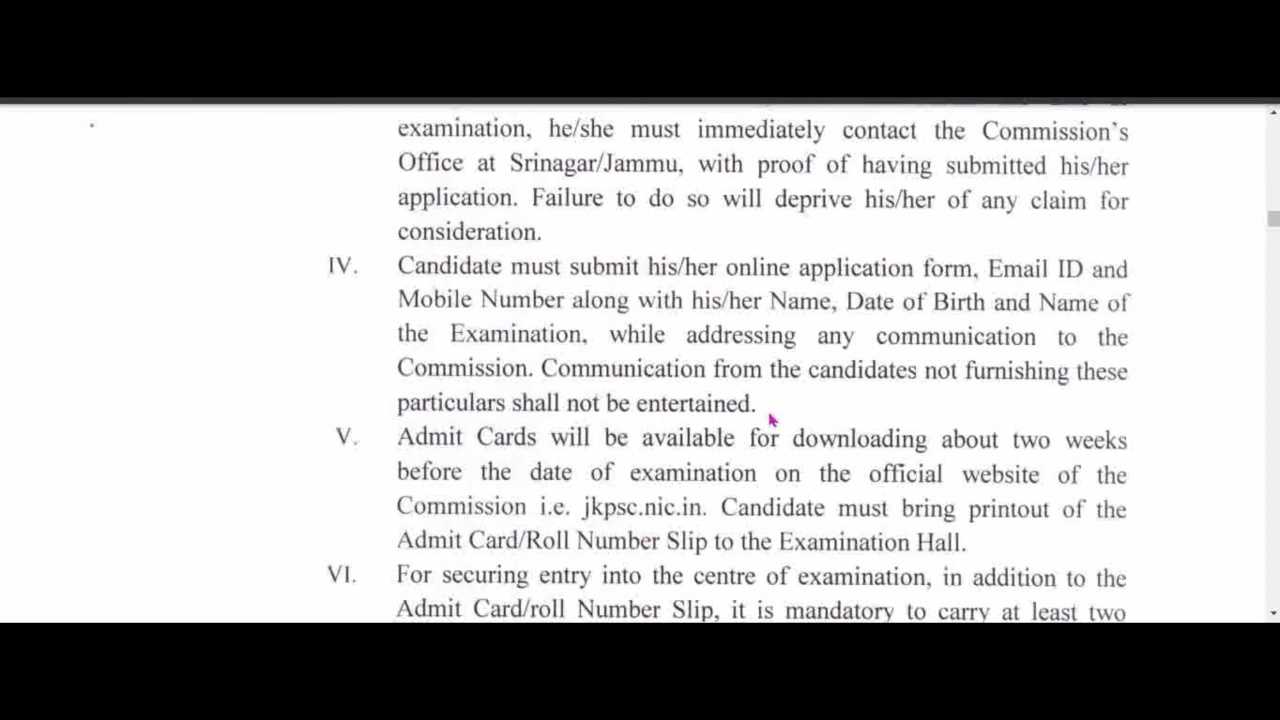 examination, he/she must immediately contact the Commission's
Office at Srinagar/Jammu, with proof of having submitted his/her
application. Failure to do so will deprive his/her of any claim for
consideration.
IV. Candidate must submit his/her online application form, Email ID and
Mobile Number along with his/her Name, Date of Birth and Name of
the Examination, while addressing any communication to the
Commission. Communication from the candidates not furnishing these
particulars shall not be entertained.
V. Admit Cards will be available for downloading about two weeks
before the date of examination on the official website of the
Commission i.e. jkpsc.nic.in. Candidate must bring printout of the
Admit Card/Roll Number Slip to the Examination Hall.
VI. For securing entry into the centre of examination, in addition to the
Admit Card/roll Number Slip, it is mandatory to carry at least two